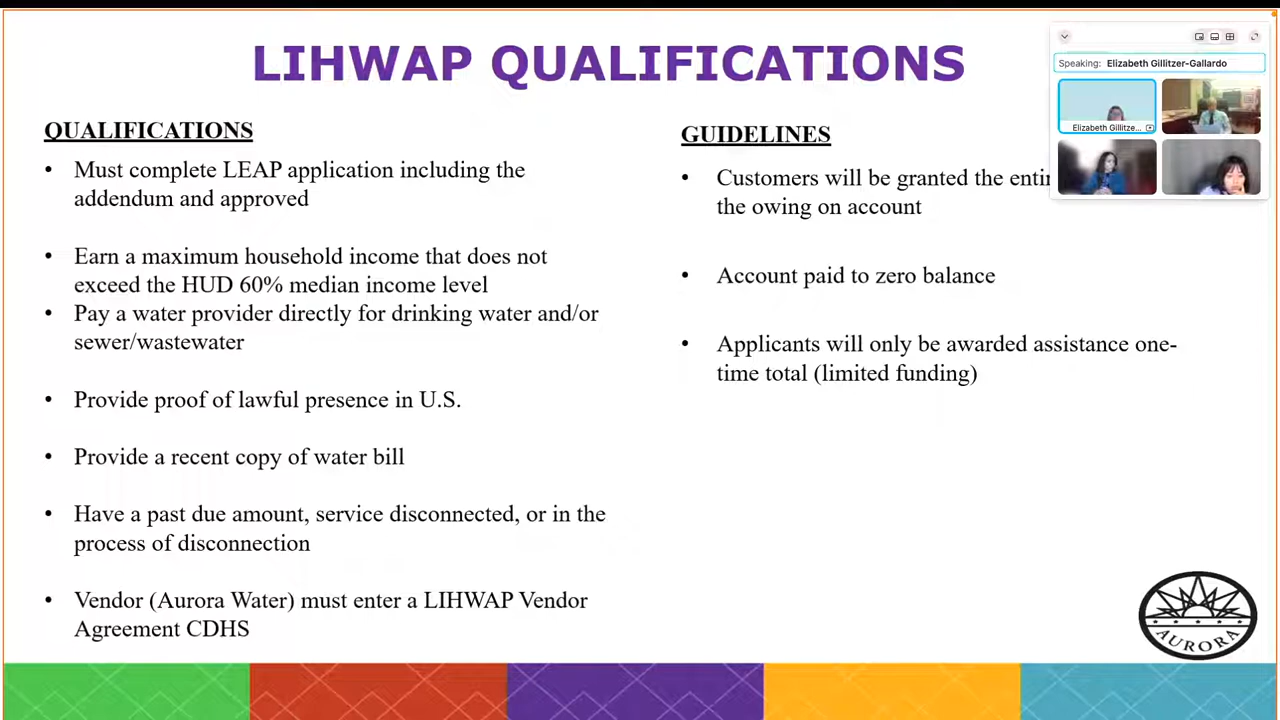 LIHWAP QUALIFICATIONS
QUALIFICATIONS
• Must complete LEAP application including the
addendum and approved
• Earn a maximum household income that does not
exceed the HUD 60% median income level
• Pay a water provider directly for drinking water and/or
sewer/wastewater
• Provide proof of lawful presence in U.S.
• Provide a recent copy of water bill
• Have a past due amount, service disconnected, or in the
process of disconnection
• Vendor (Aurora Water) must enter a LIHWAP Vendor
Agreement CDHS
GUIDELINES
• Customers will be granted the
the owing on account
• Account paid to zero balance
• Applicants will only be awarded assistance one-
time total (limited funding)
Speaking: Elizabeth Gillitzer-Gallardo
Elizabeth Gillitze...
AURORA